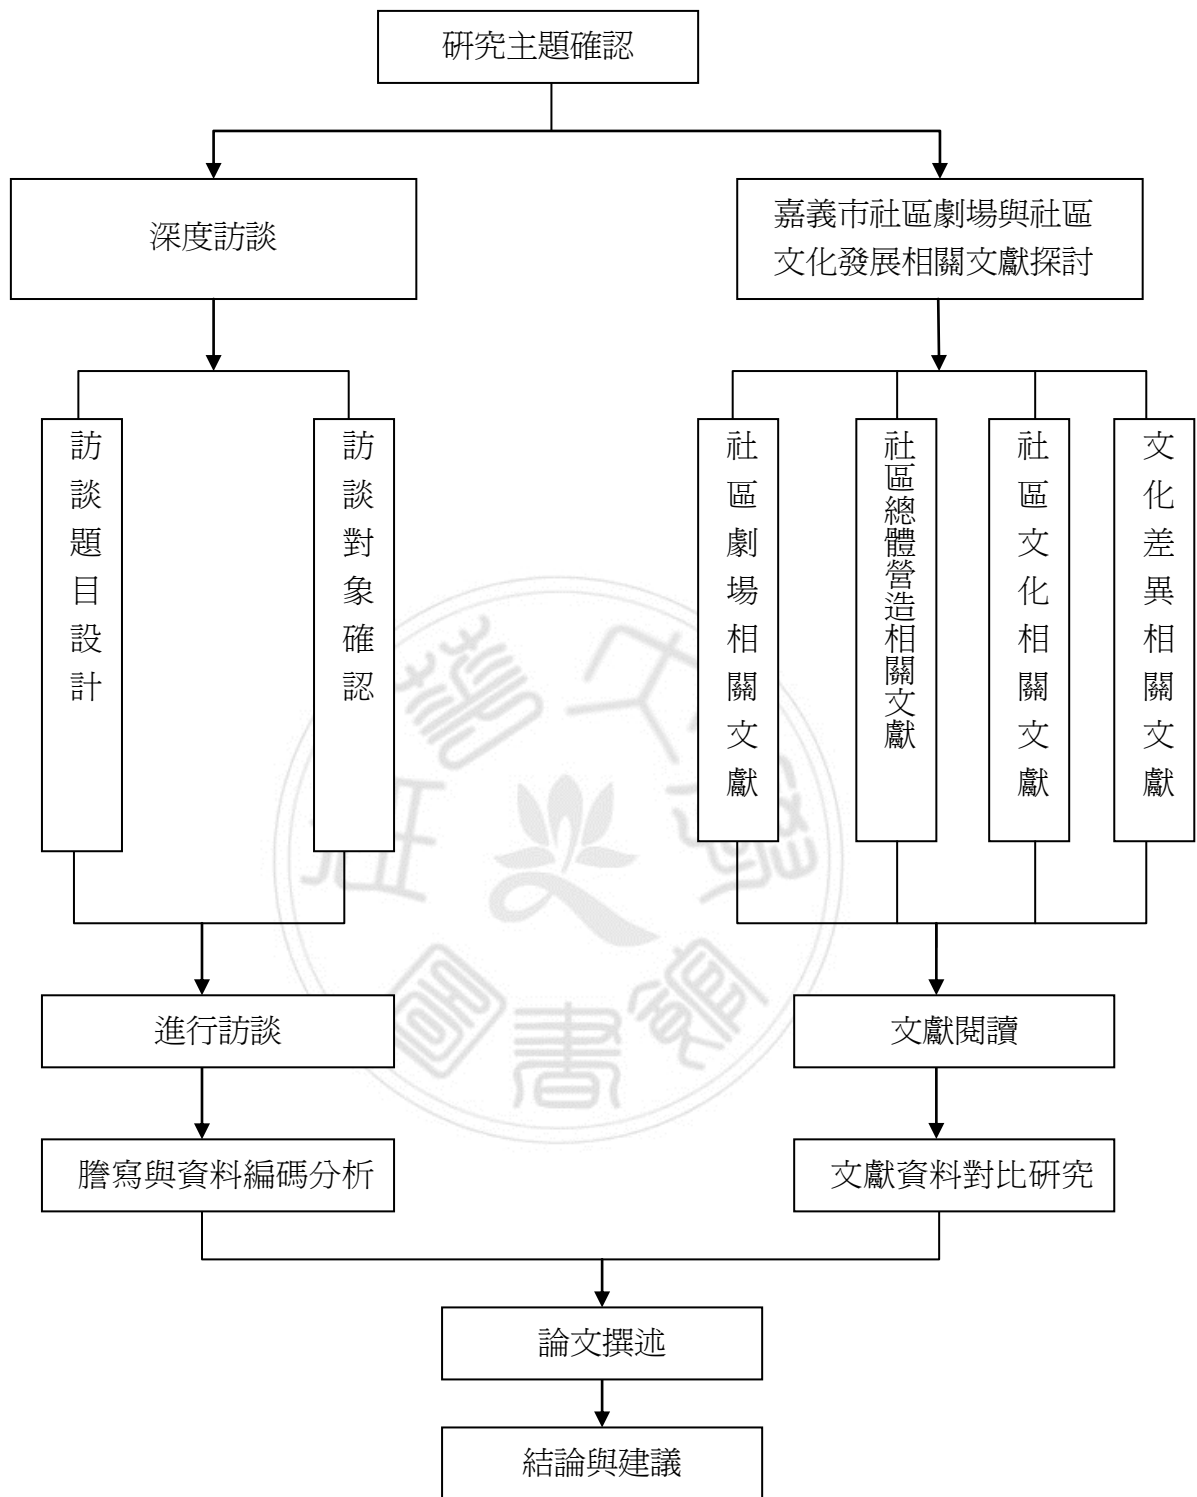 研究主題確認
深度訪談
嘉義市社區劇場與社區
文化發展相關文獻探討
訪談題目設計
訪談對象確認
社區劇場相關文獻
社區總體營造相關文獻
社區文化相關文獻
文化差異相關文獻
進行訪談
文獻閱讀
謄寫與資料編碼分析
文獻資料對比研究
論文撰述
結論與建議